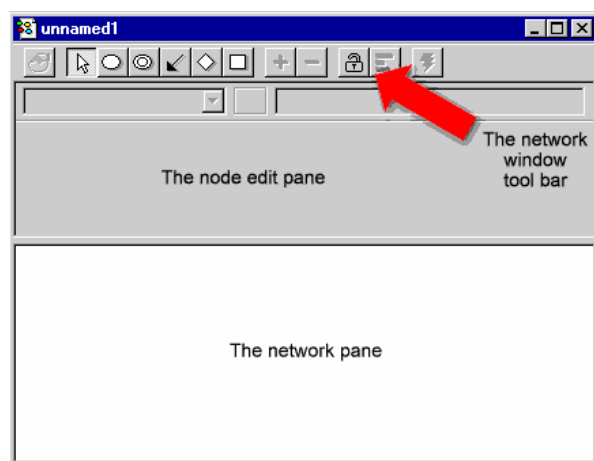 unnamed1
The network
window
tool bar
The node edit pane
The network pane